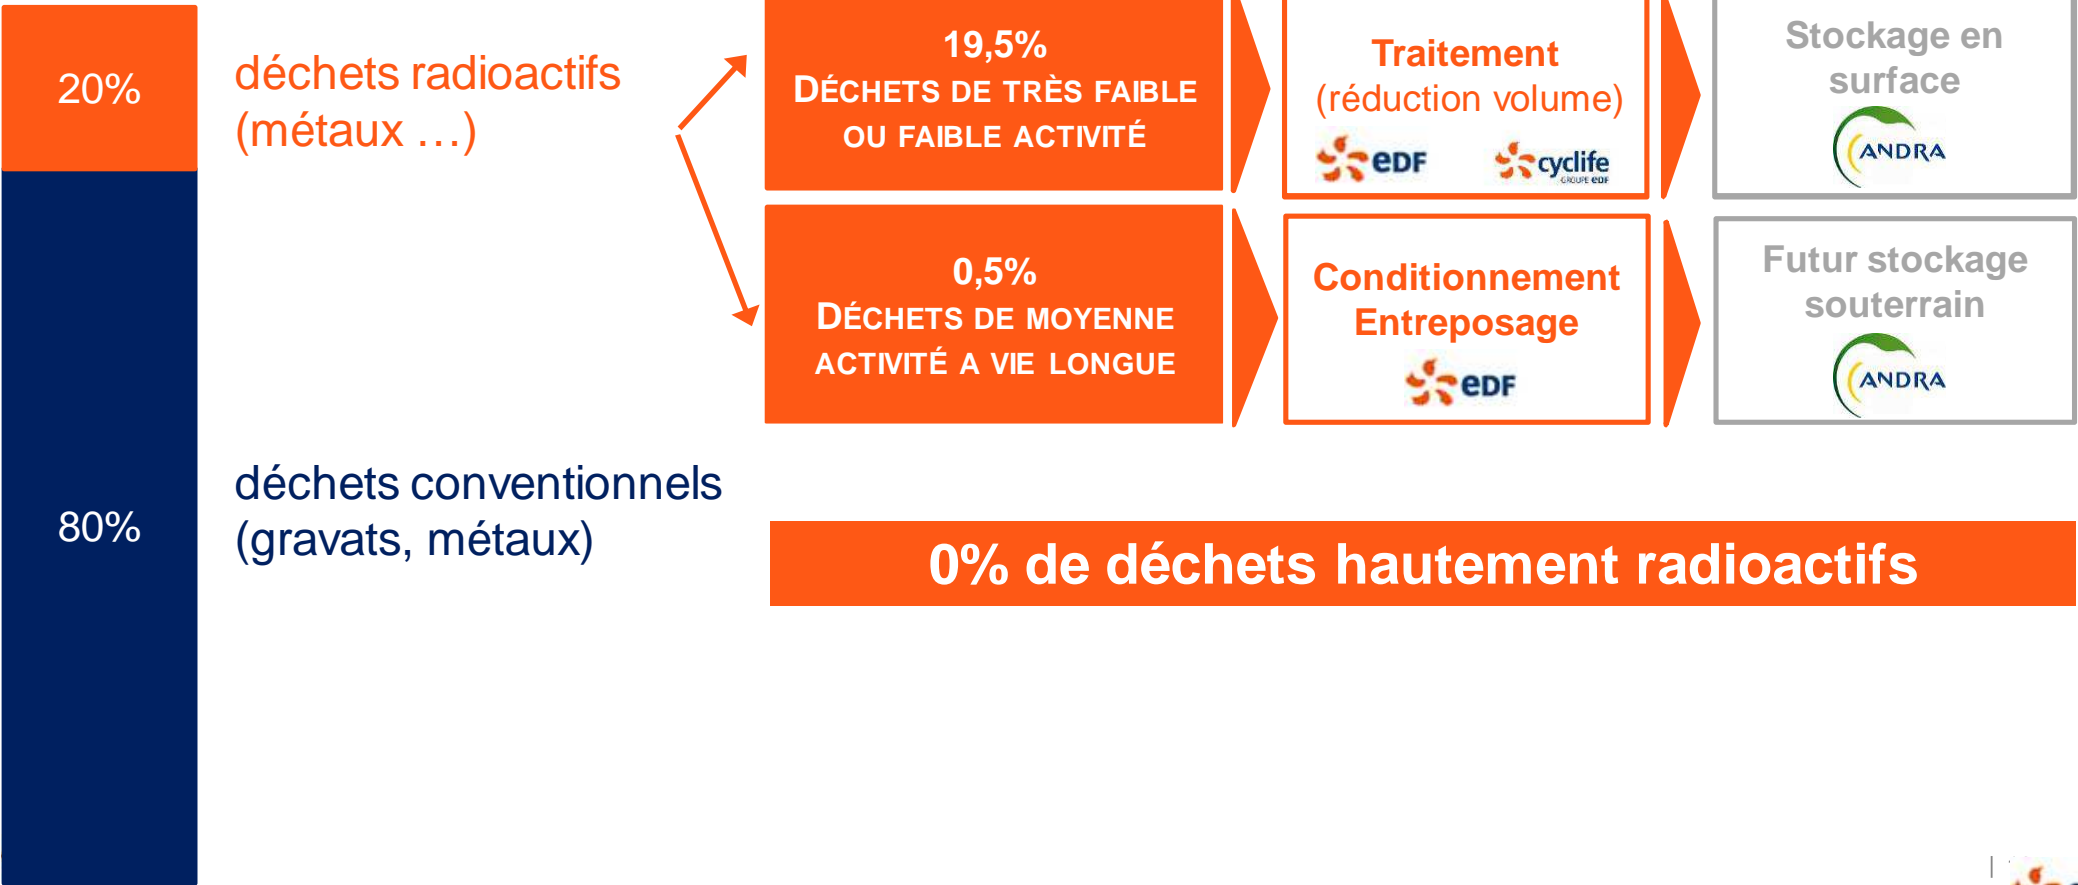 20%
déchets radioactifs
(métaux …)
19,5%
DÉCHETS DE TRÈS FAIBLE
OU FAIBLE ACTIVITÉ
Traitement
(réduction volume)
eDF
cyclife
GROUPE eDF
Stockage en
surface
ANDRA
0,5%
DÉCHETS DE MOYENNE
ACTIVITÉ A VIE LONGUE
Conditionnement
Entreposage
eDF
Futur stockage
souterrain
ANDRA
80%
déchets conventionnels
(gravats, métaux)
0% de déchets hautement radioactifs
|